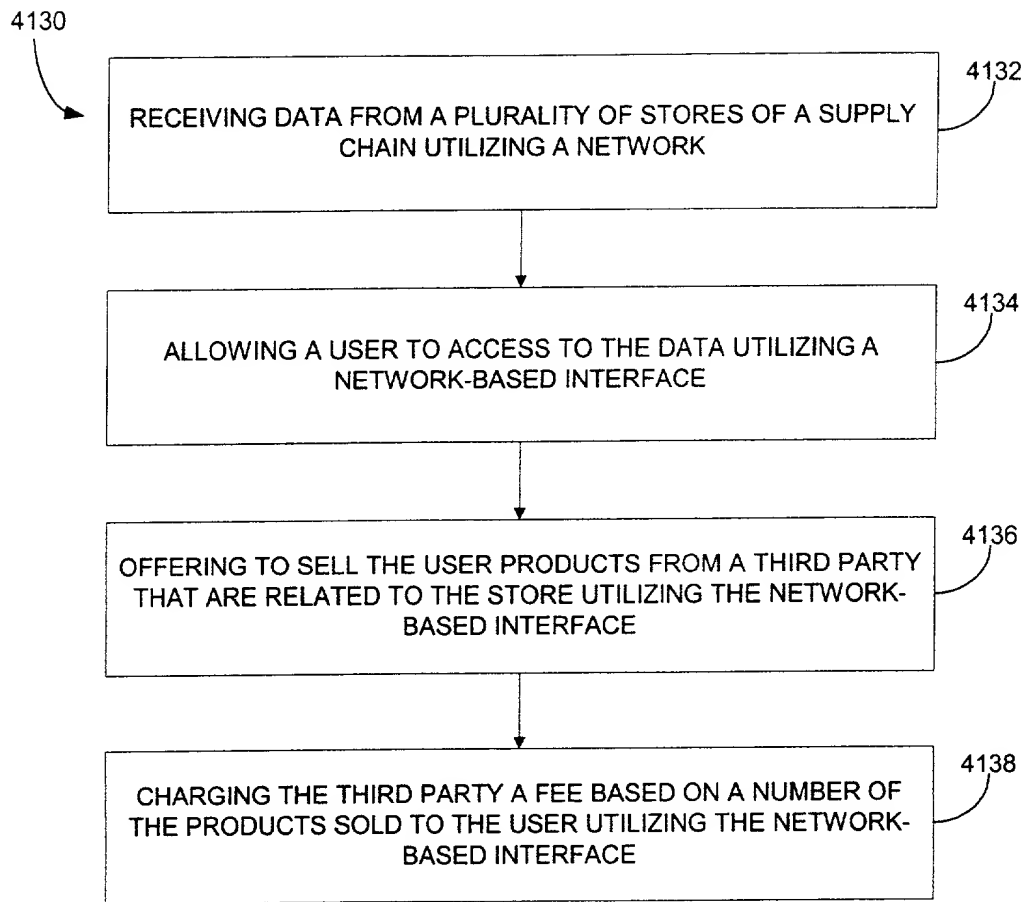 4130
4132
RECEIVING DATA FROM A PLURALITY OF STORES OF A SUPPLY
CHAIN UTILIZING A NETWORK
4134
ALLOWING A USER TO ACCESS TO THE DATA UTILIZING A
NETWORK-BASED INTERFACE
4136
OFFERING TO SELL THE USER PRODUCTS FROM A THIRD PARTY
THAT ARE RELATED TO THE STORE UTILIZING THE NETWORK-
BASED INTERFACE
4138
CHARGING THE THIRD PARTY A FEE BASED ON A NUMBER OF
THE PRODUCTS SOLD TO THE USER UTILIZING THE NETWORK-
BASED INTERFACE